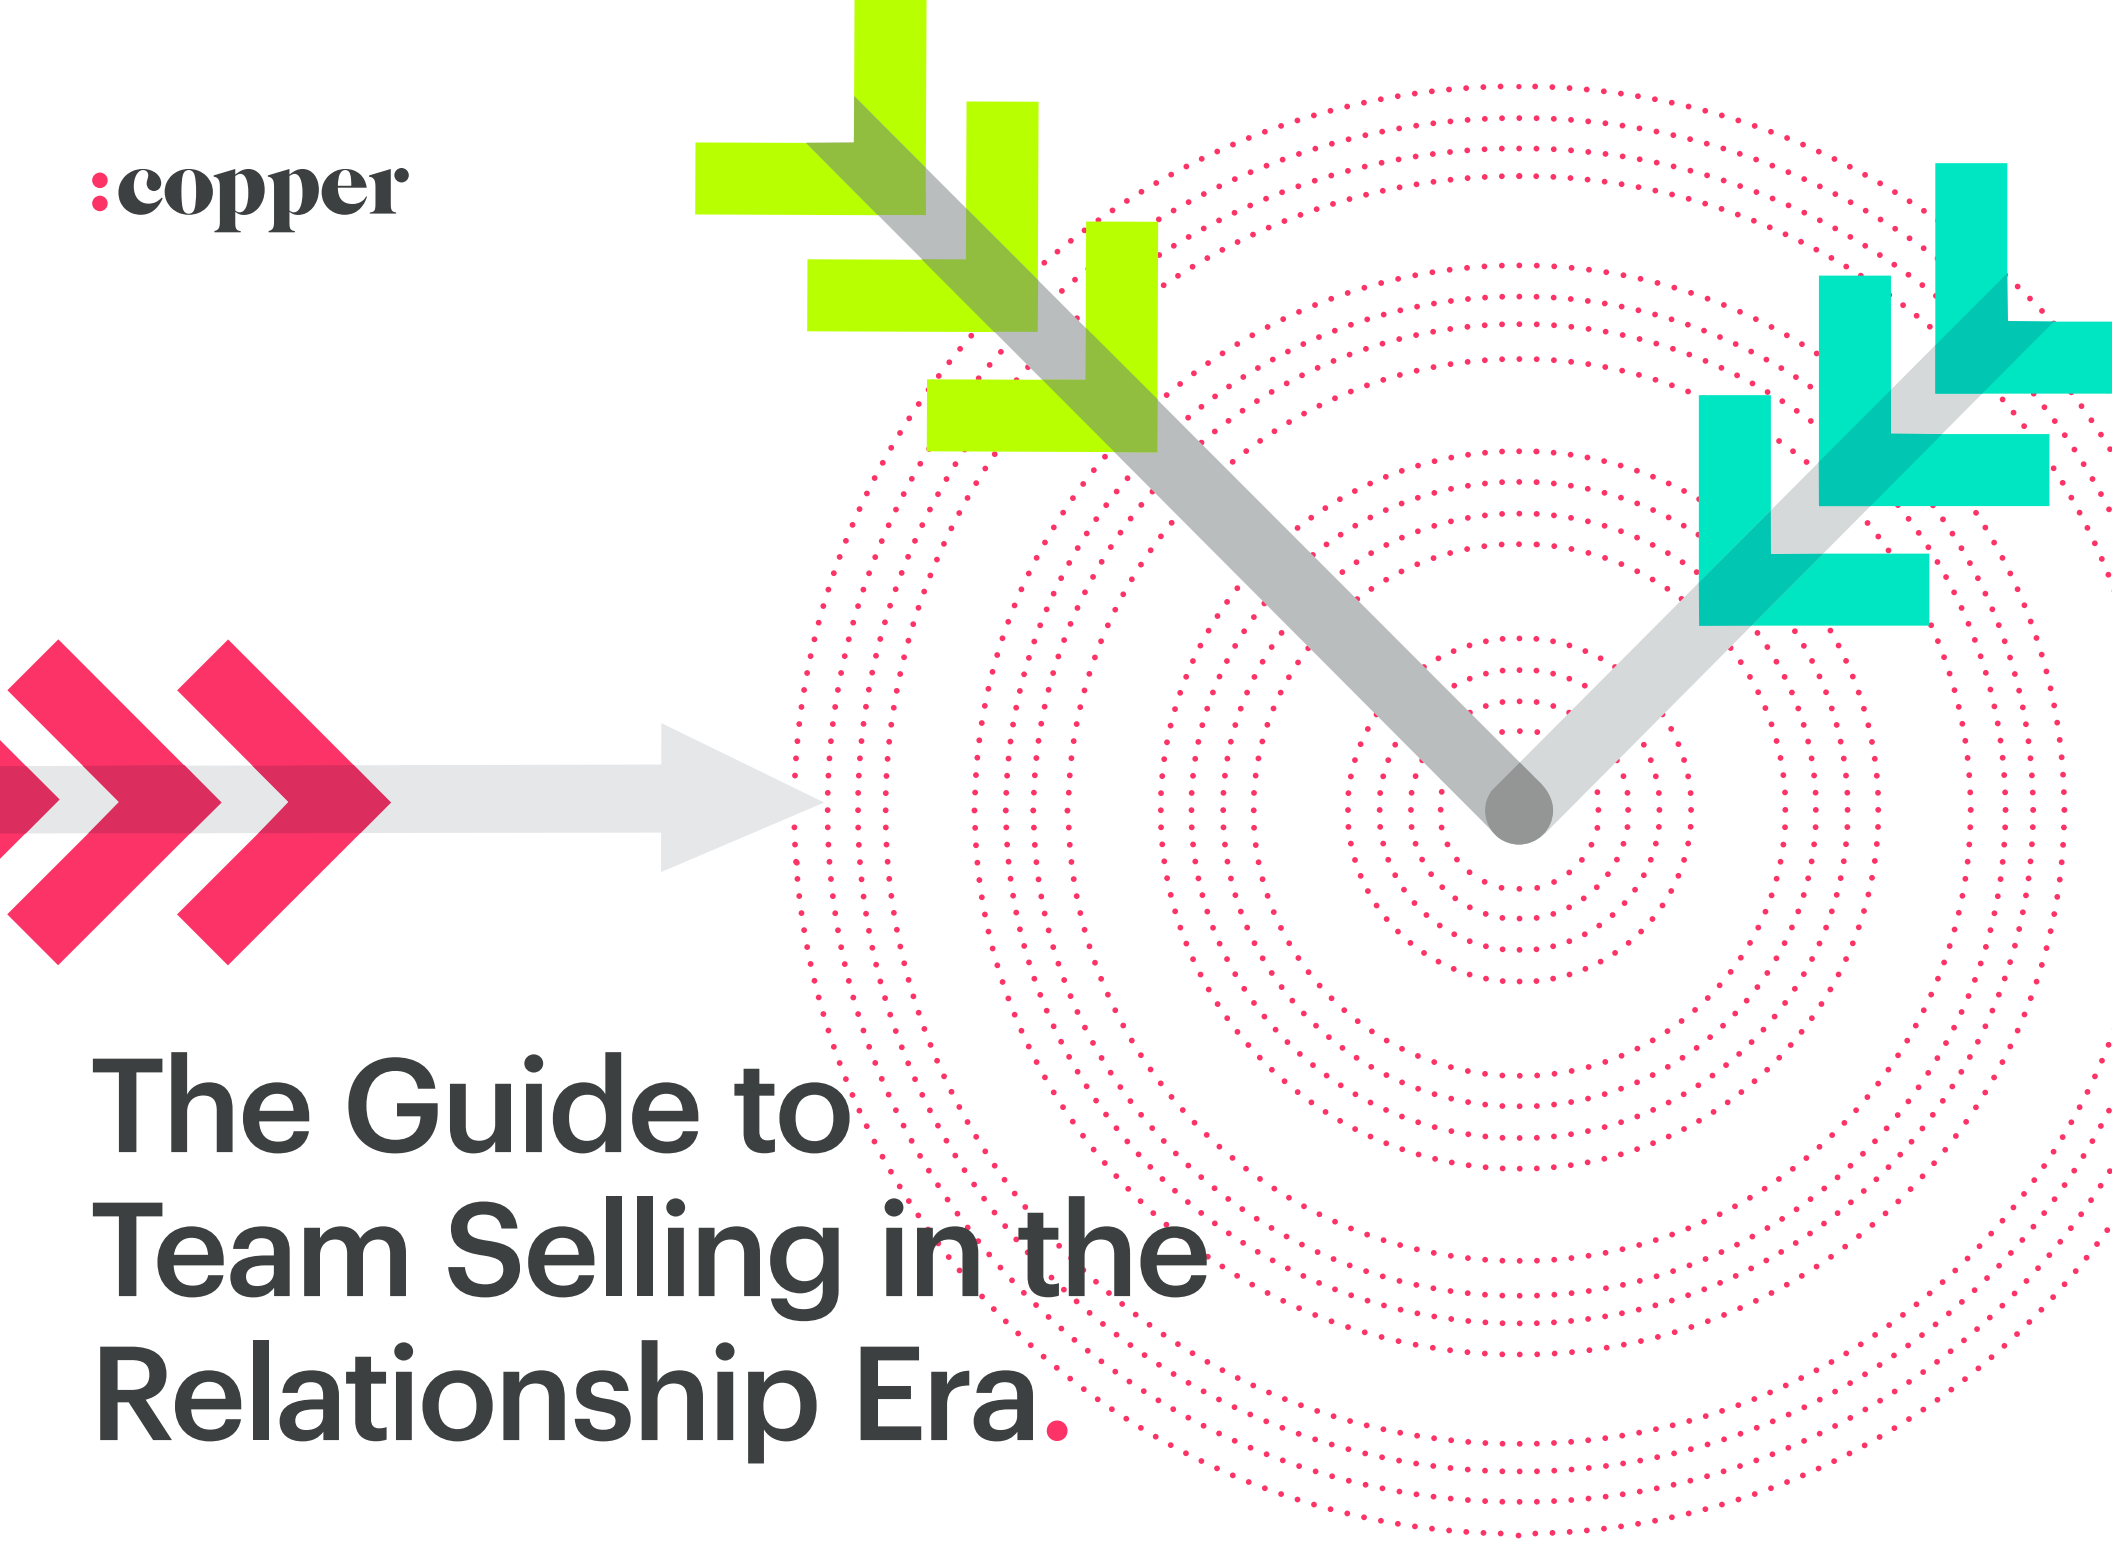 :copper
The Guide to
Team Selling in the
Relationship Era.